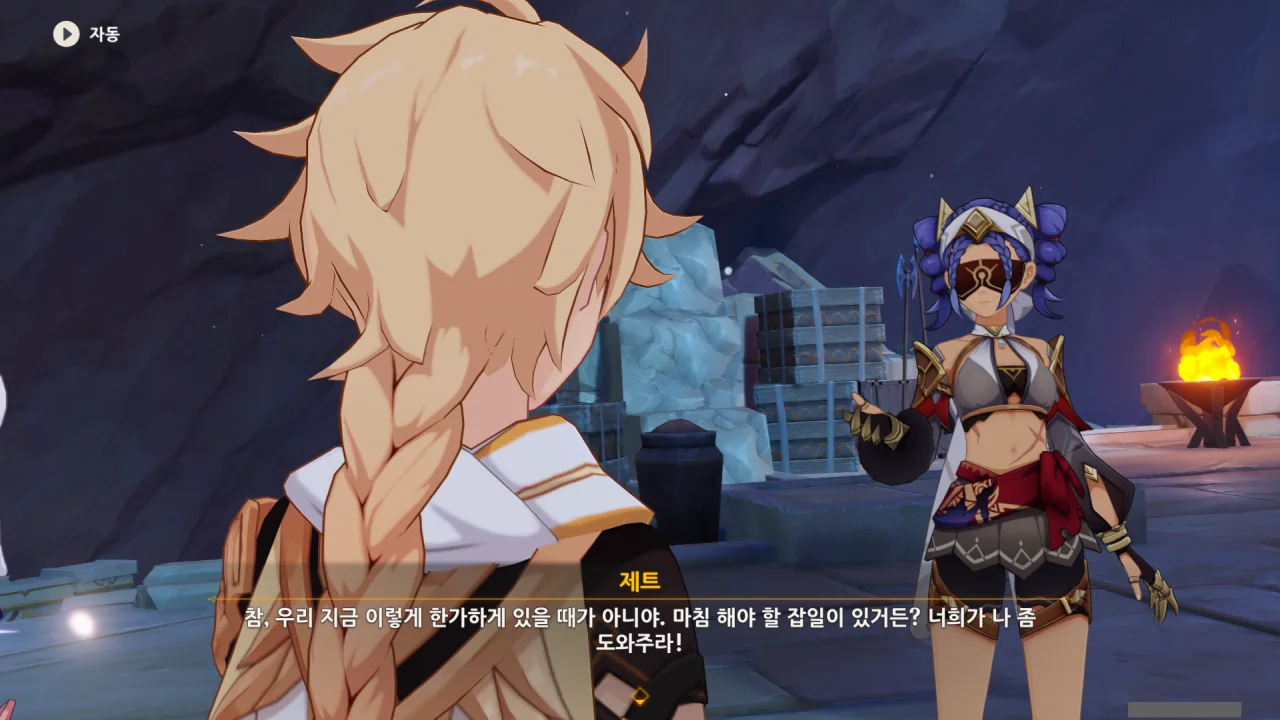 자동
제트
참, 우리 지금 이렇게 한가하게 있을 때가 아니야. 마침 해야 할 잡일이 있거든? 너희가 나 좀
도와주라!